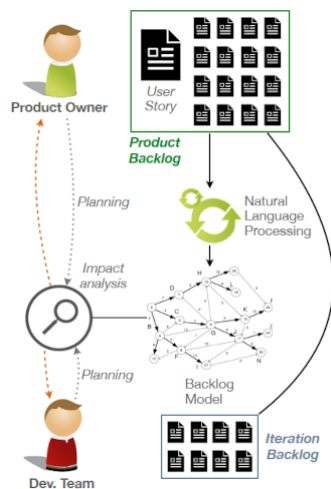 User
Story
Product Owner
Product
Backlog
Planning
Natural
Language
Processing
Impact
analysis
H
D
L
C
K
B
G
F
I
N
Backlog
Model
Planning
Iteration
Backlog
Dev. Team